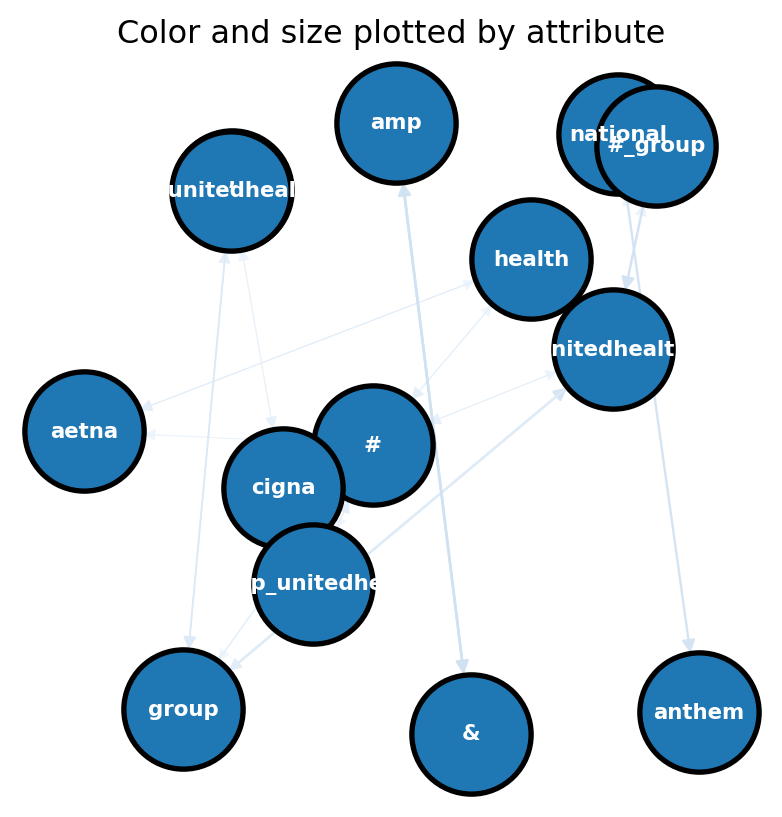 Color and size plotted by attribute
amp
national
#_group
unitedheal
health
nitedhealt
aetna
#
cigna
p_unitedhe
group
&
anthem